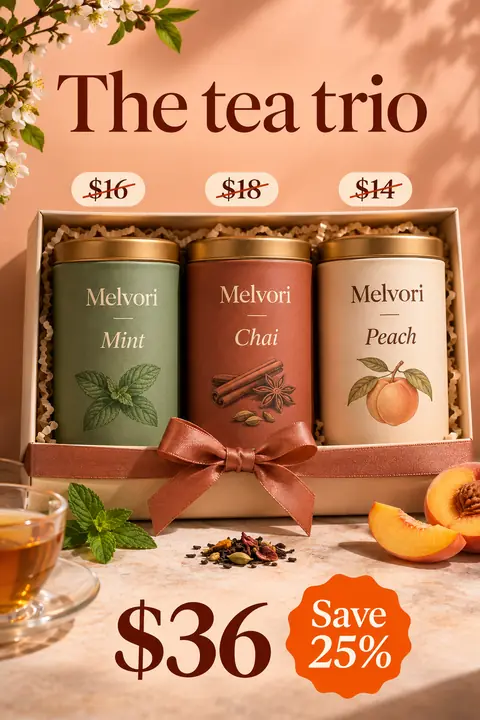 The tea trio
$16
$18
$14
Melvori
Mint
Melvori
Chai
Melvori
Peach
$36
Save
25%